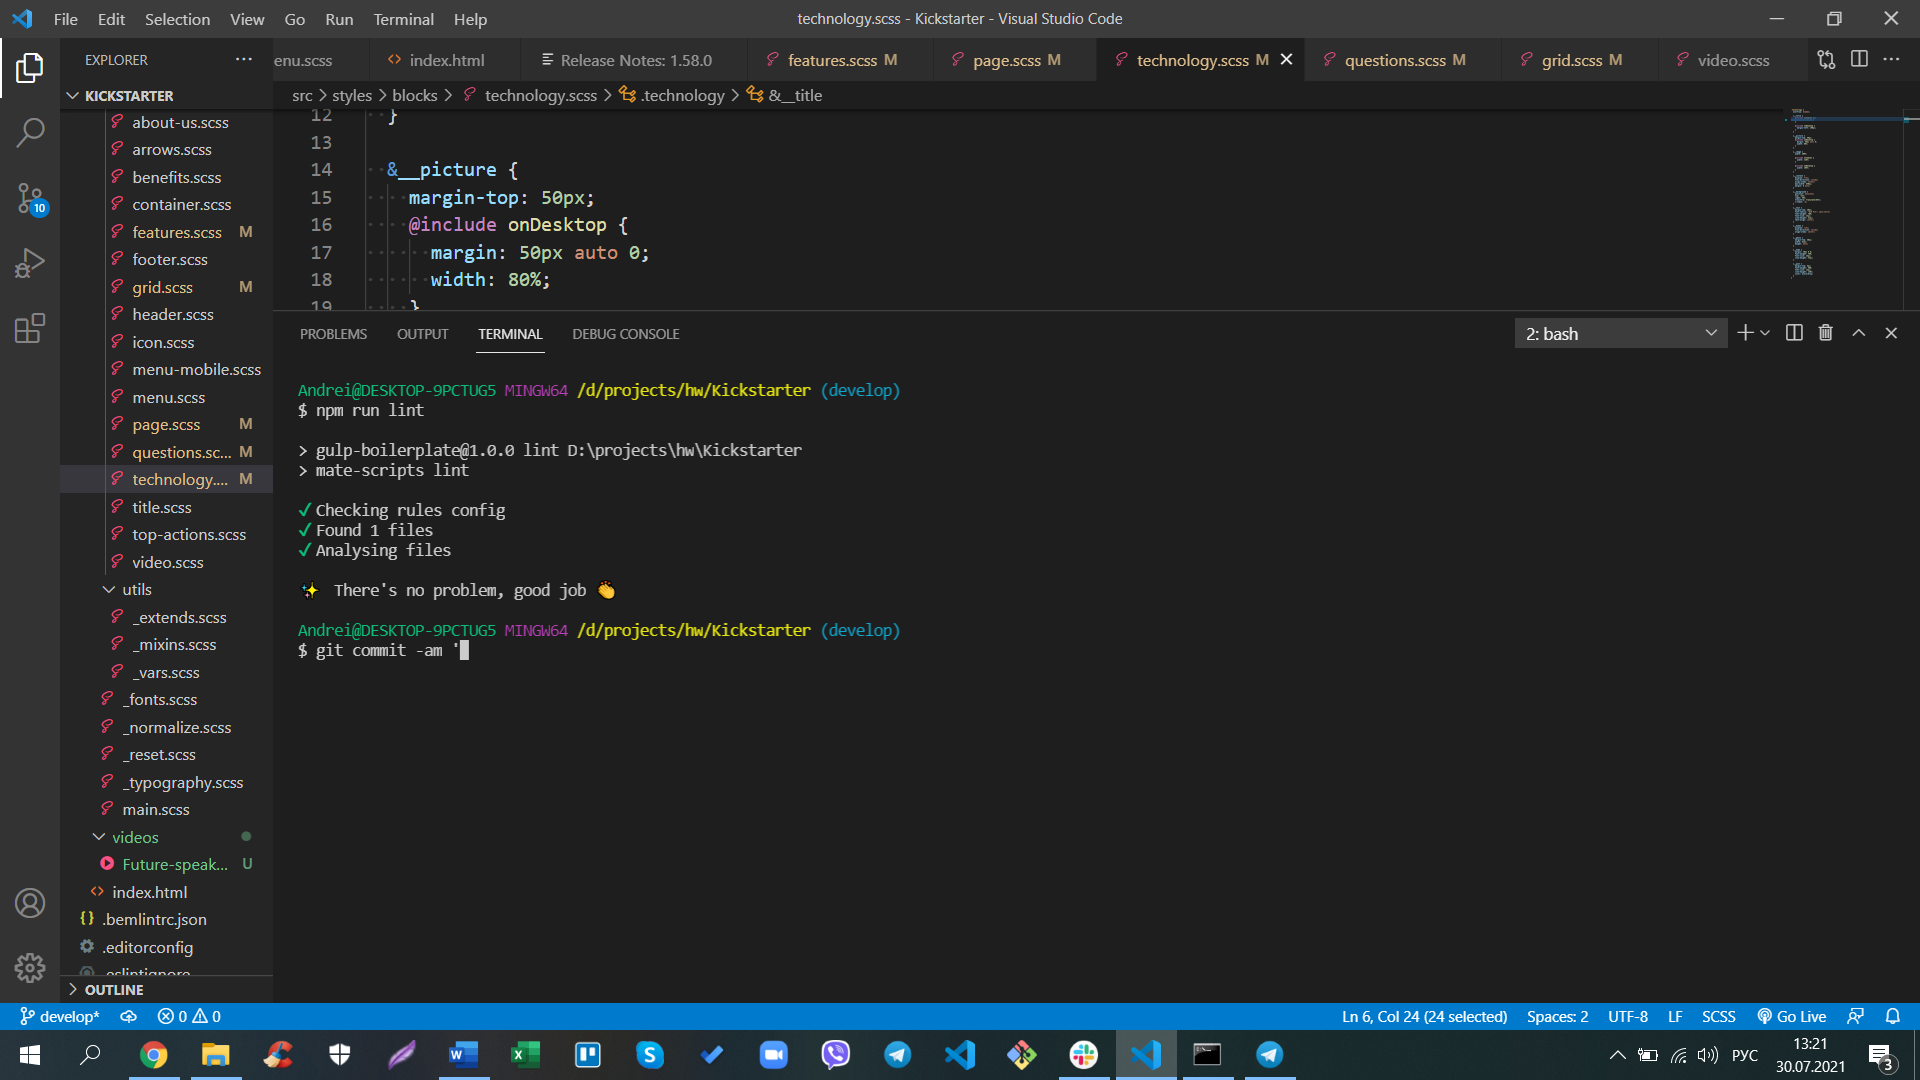 File Edit Selection View Go Run Terminal Help
technology.scss - Kickstarter - Visual Studio Code
EXPLORER
enu.scss
index.html
Release Notes: 1.58.0
features.scss M
page.scss M
technology.scss M
questions.scss M
grid.scss M
video.scss
KICKSTARTER
src > styles > blocks > technology.scss > .technology > &__title
about-us.scss
arrows.scss
benefits.scss
container.scss
features.scss M
footer.scss
grid.scss M
header.scss
icon.scss
menu-mobile.scss
menu.scss
page.scss M
questions.sc... M
technology.... M
title.scss
top-actions.scss
video.scss
utils
_extends.scss
_mixins.scss
_vars.scss
_fonts.scss
_normalize.scss
_reset.scss
_typography.scss
main.scss
videos
Future-speak... U
index.html
.bemlintrc.json
.editorconfig
.eslintignore
OUTLINE
12 }
13
14 &__picture {
15 margin-top: 50px;
16 @include onDesktop {
17 margin: 50px auto 0;
18 width: 80%;
19 }
PROBLEMS OUTPUT TERMINAL DEBUG CONSOLE
2: bash
Andrei@DESKTOP-9PCTUG5 MINGW64 /d/projects/hw/Kickstarter (develop)
$ npm run lint
> gulp-boilerplate@1.0.0 lint D:\projects\hw\Kickstarter
> mate-scripts lint
✓ Checking rules config
✓ Found 1 files
✓ Analysing files
✨ There's no problem, good job 👏
Andrei@DESKTOP-9PCTUG5 MINGW64 /d/projects/hw/Kickstarter (develop)
$ git commit -am '
10
develop*
0 0
Ln 6, Col 24 (24 selected)
Spaces: 2
UTF-8
LF
SCSS
Go Live
РУС
13:21
30.07.2021
3